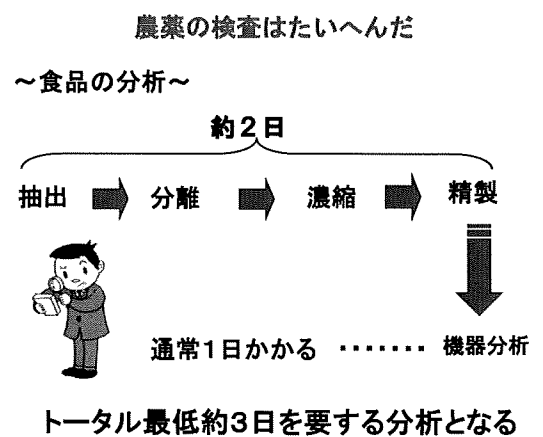 農薬の検査はたいへんだ
～食品の分析～
約２日
抽出 分離 濃縮 精製
通常１日かかる ・・・・・・・ 機器分析
トータル最低約３日を要する分析となる